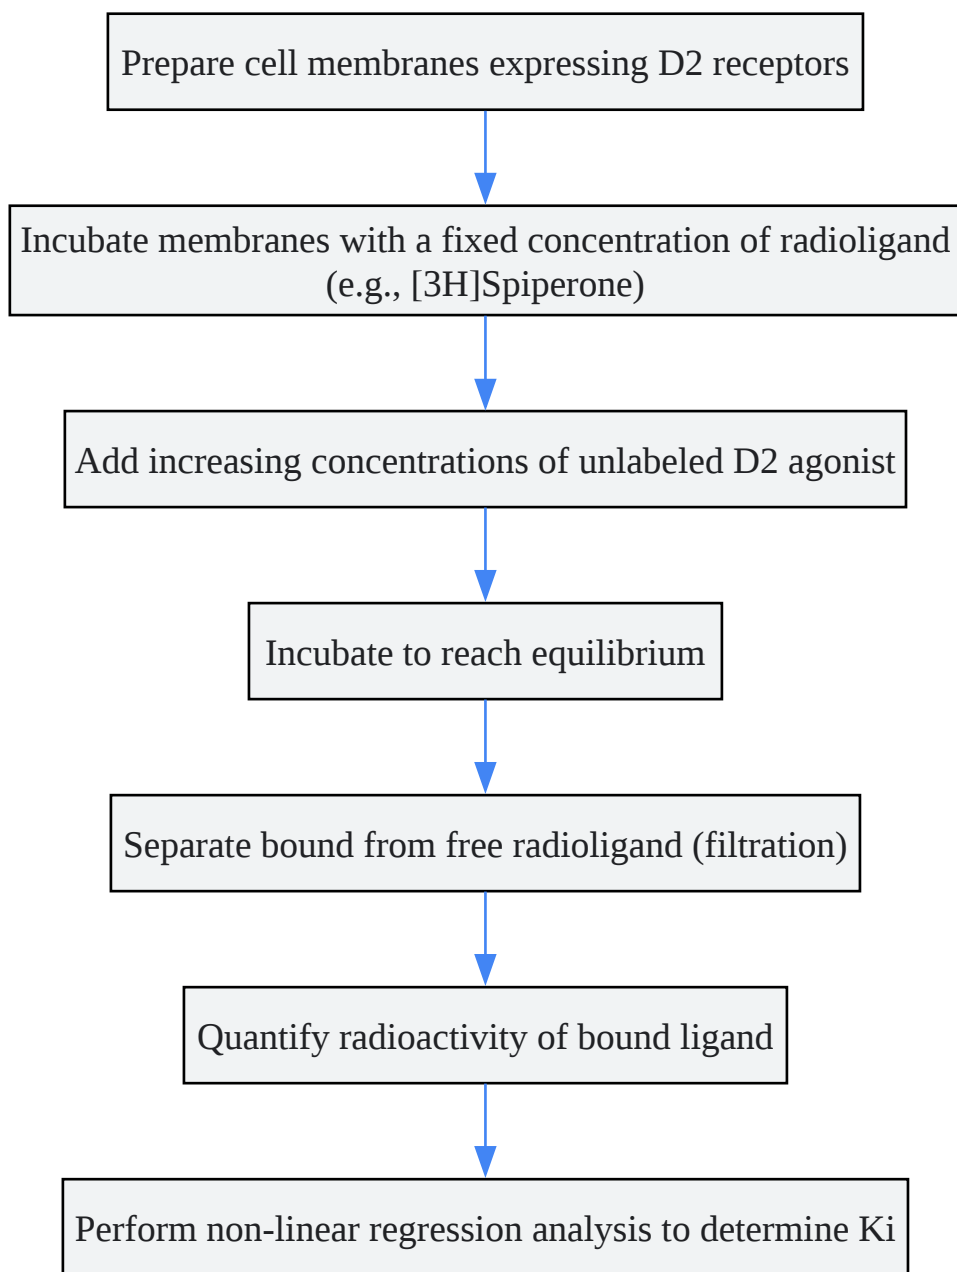 Prepare cell membranes expressing D2 receptors
Incubate membranes with a fixed concentration of radioligand
(e.g., [3H]Spiperone)
Add increasing concentrations of unlabeled D2 agonist
Incubate to reach equilibrium
Separate bound from free radioligand (filtration)
Quantify radioactivity of bound ligand
Perform non-linear regression analysis to determine Ki